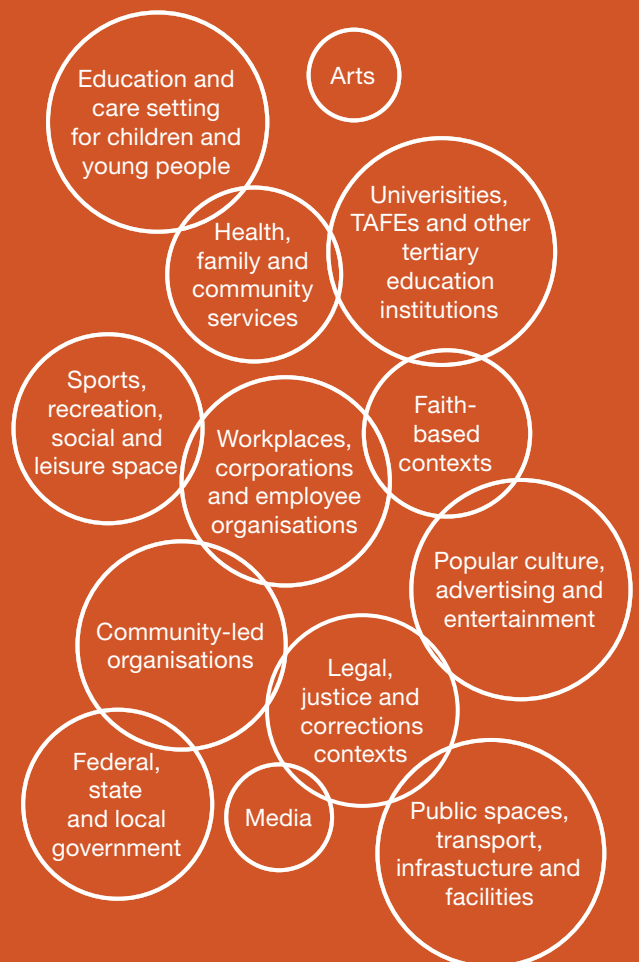 Education and
care setting
for children and
young people
Arts
Univerisities,
TAFEs and other
tertiary
education
institutions
Health,
family and
community
services
Sports,
recreation,
social and
leisure space
Workplaces,
corporations
and employee
organisations
Faith-
based
contexts
Popular culture,
advertising and
entertainment
Community-led
organisations
Legal,
justice and
corrections
contexts
Federal,
state
and local
government
Media
Public spaces,
transport,
infrastucture and
facilities